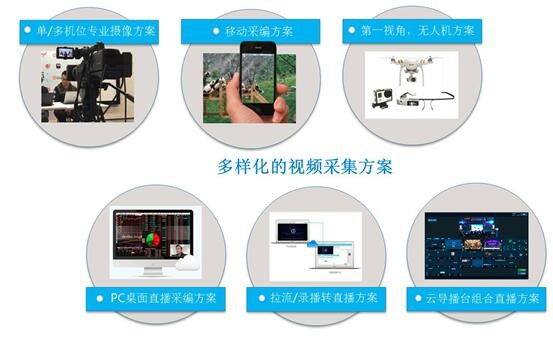 单/多机位专业摄像方案
移动采编方案
第一视角，无人机方案
多样化的视频采集方案
PC桌面直播采编方案
拉流/录播转直播方案
云导播台组合直播方案